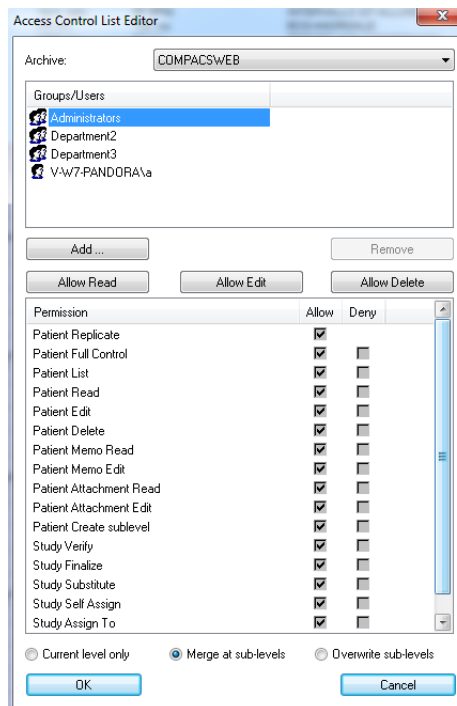 Access Control List Editor
Archive: COMPACSWEB
Groups/Users
Administrators
Department2
Department3
V-W7-PANDORA\a
Add ... Remove
Allow Read Allow Edit Allow Delete
Permission Allow Deny
Patient Replicate
Patient Full Control
Patient List
Patient Read
Patient Edit
Patient Delete
Patient Memo Read
Patient Memo Edit
Patient Attachment Read
Patient Attachment Edit
Patient Create sublevel
Study Verify
Study Finalize
Study Substitute
Study Self Assign
Study Assign To
Current level only Merge at sub-levels Overwrite sub-levels
OK Cancel